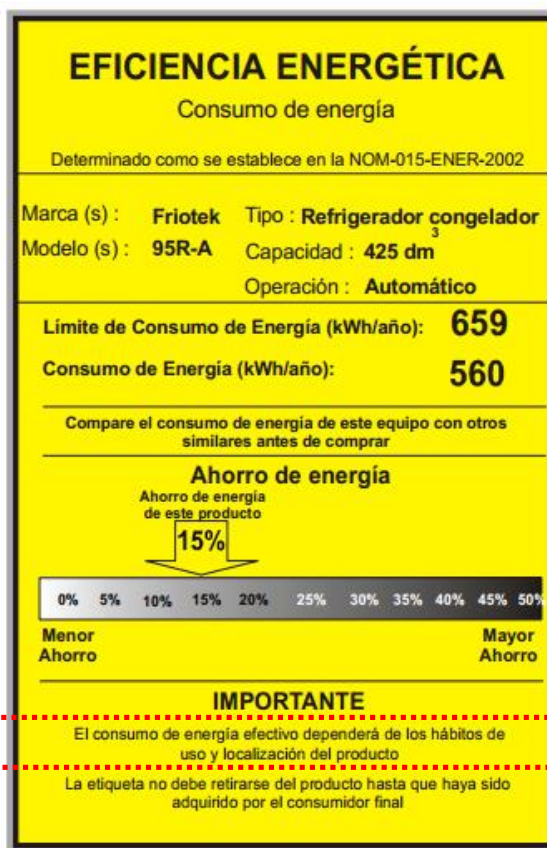 EFICIENCIA ENERGÉTICA
Consumo de energía
Determinado como se establece en la NOM-015-ENER-2002
Marca (s) : Friotek Tipo : Refrigerador congelador
Modelo (s) : 95R-A Capacidad : 425 dm3
Operación : Automático
Límite de Consumo de Energía (kWh/año): 659
Consumo de Energía (kWh/año): 560
Compare el consumo de energía de este equipo con otros
similares antes de comprar
Ahorro de energía
Ahorro de energía
de este producto
15%
0% 5% 10% 15% 20% 25% 30% 35% 40% 45% 50%
Menor Mayor
Ahorro Ahorro
IMPORTANTE
El consumo de energía efectivo dependerá de los hábitos de
uso y localización del producto
La etiqueta no debe retirarse del producto hasta que haya sido
adquirido por el consumidor final